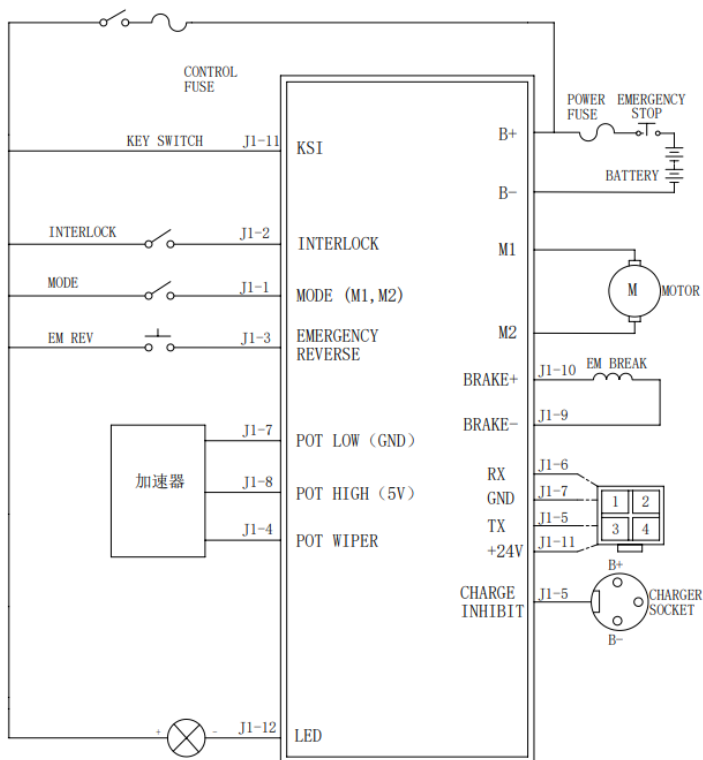 CONTROL
FUSE
POWER
FUSE
EMERGENCY
STOP
KEY SWITCH
J1-11
KSI
B+
BATTERY
B-
INTERLOCK
J1-2
INTERLOCK
M1
MODE
J1-1
MODE (M1,M2)
M
MOTOR
EM REV
J1-3
EMERGENCY
REVERSE
M2
BRAKE+
J1-10
EM BREAK
BRAKE-
J1-9
加速器
J1-7
POT LOW（GND）
J1-8
POT HIGH（5V）
J1-4
POT WIPER
RX
J1-6
GND
J1-7
TX
J1-5
+24V
J1-11
1 2
3 4
CHARGE
INHIBIT
J1-5
B+
CHARGER
SOCKET
B-
+
-
J1-12
LED